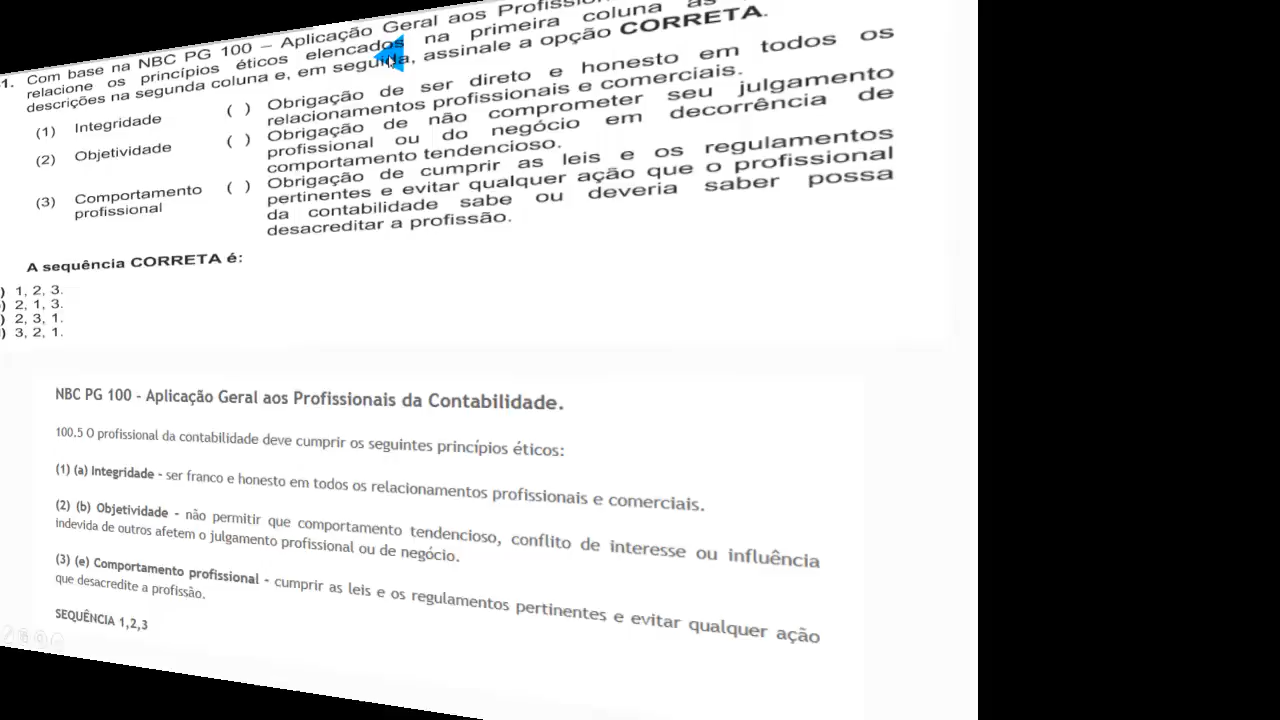 1. Com base na NBC PG 100 – Aplicação Geral aos
relacione os princípios éticos elencados na primeira coluna às
descrições na segunda coluna e, em seguida, assinale a opção CORRETA.
(1) Integridade ( ) Obrigação de ser direto e honesto em todos os
relacionamentos profissionais e comerciais.
(2) Objetividade ( ) Obrigação de não comprometer seu julgamento
profissional ou do negócio em decorrência de
comportamento tendencioso.
(3) Comportamento profissional ( ) Obrigação de cumprir as leis e os regulamentos
pertinentes e evitar qualquer ação que o profissional
da contabilidade sabe ou deveria saber possa
desacreditar a profissão.
A sequência CORRETA é:
) 1, 2, 3.
) 2, 1, 3.
) 2, 3, 1.
) 3, 2, 1.
NBC PG 100 - Aplicação Geral aos Profissionais da Contabilidade.
100.5 O profissional da contabilidade deve cumprir os seguintes princípios éticos:
(1) (a) Integridade - ser franco e honesto em todos os relacionamentos profissionais e comerciais.
(2) (b) Objetividade - não permitir que comportamento tendencioso, conflito de interesse ou influência
indevida de outros afetem o julgamento profissional ou de negócio.
(3) (e) Comportamento profissional - cumprir as leis e os regulamentos pertinentes e evitar qualquer ação
que desacredite a profissão.
SEQUÊNCIA 1,2,3